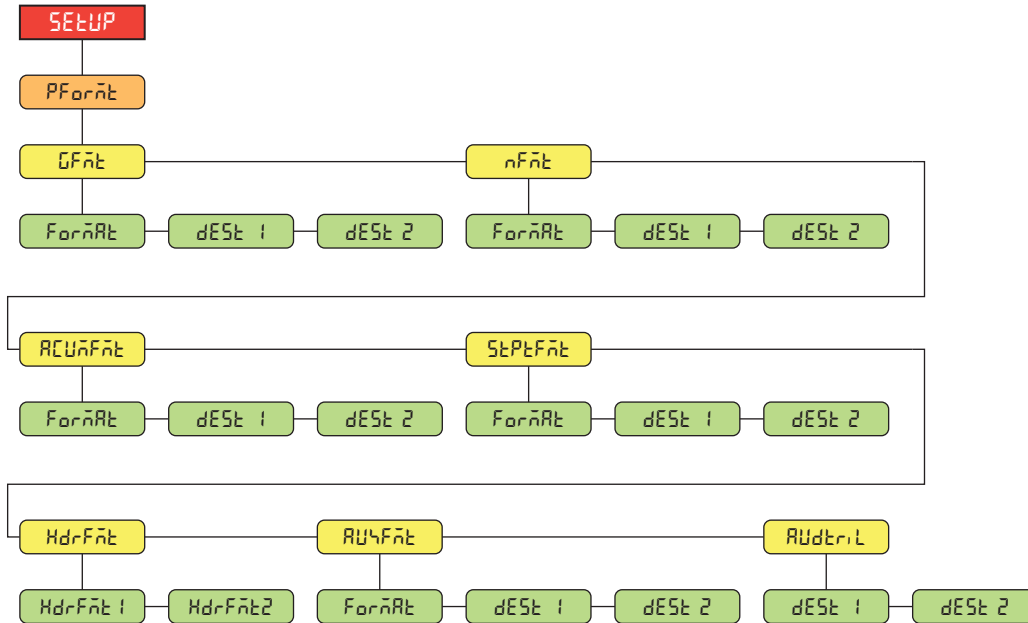 SEtUP
PFormt
GFmt nFmt
FormAt dESt 1 dESt 2 FormAt dESt 1 dESt 2
ACUmFmt StPtFmt
FormAt dESt 1 dESt 2 FormAt dESt 1 dESt 2
HdrFmt AUxFmt AUdtriL
HdrFmt1 HdrFmt2 FormAt dESt 1 dESt 2 dESt 1 dESt 2